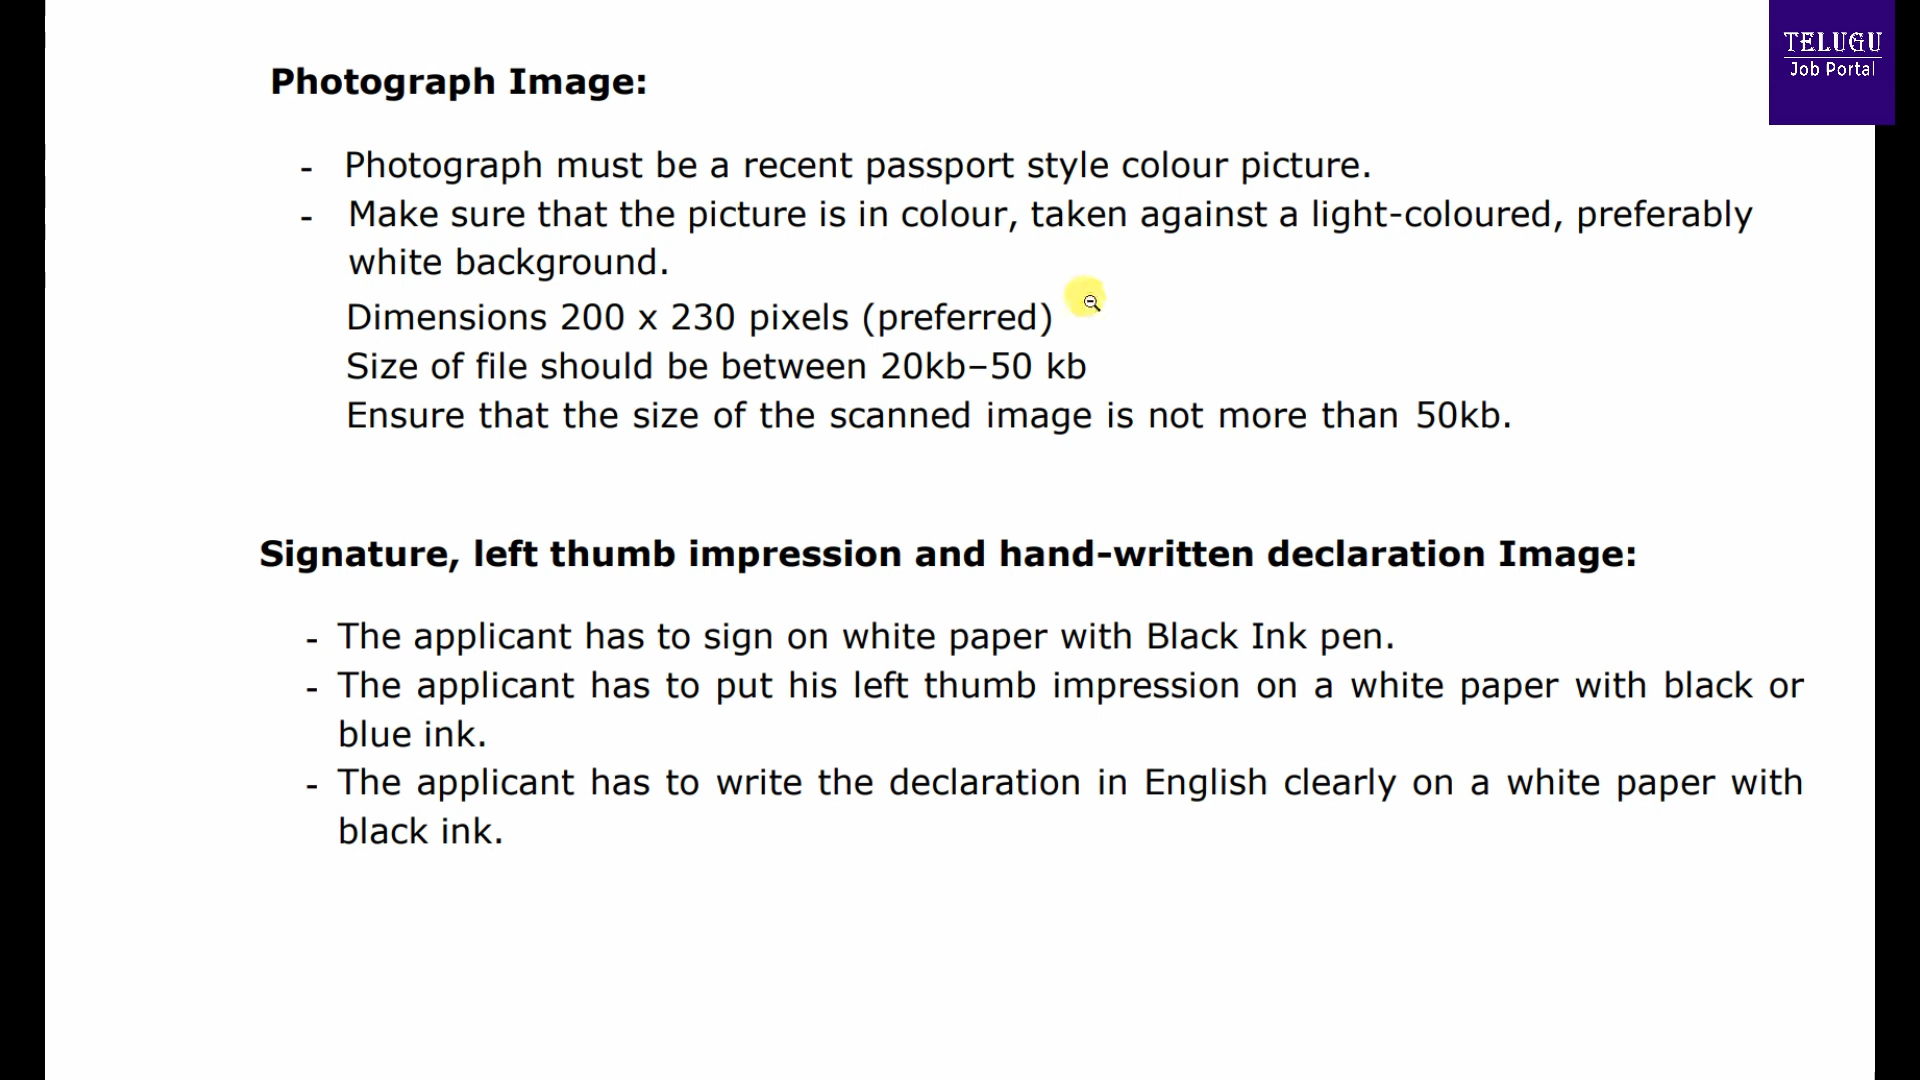 TELUGU
Job Portal
Photograph Image:
- Photograph must be a recent passport style colour picture.
- Make sure that the picture is in colour, taken against a light-coloured, preferably
white background.
Dimensions 200 x 230 pixels (preferred)
Size of file should be between 20kb–50 kb
Ensure that the size of the scanned image is not more than 50kb.
Signature, left thumb impression and hand-written declaration Image:
- The applicant has to sign on white paper with Black Ink pen.
- The applicant has to put his left thumb impression on a white paper with black or
blue ink.
- The applicant has to write the declaration in English clearly on a white paper with
black ink.